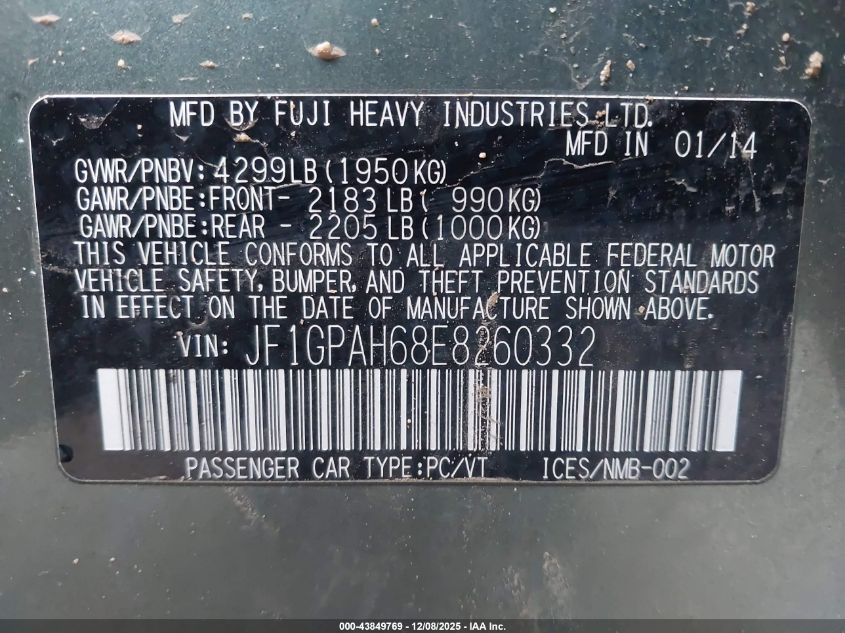 MFD BY FUJI HEAVY INDUSTRIES LTD.
MFD IN 01/14
GVWR/PNBV: 4299LB (1950KG)
GAWR/PNBE: FRONT- 2183 LB ( 990KG)
GAWR/PNBE: REAR - 2205 LB (1000KG)
THIS VEHICLE CONFORMS TO ALL APPLICABLE FEDERAL MOTOR
VEHICLE SAFETY, BUMPER, AND THEFT PREVENTION STANDARDS
IN EFFECT ON THE DATE OF MANUFACTURE SHOWN ABOVE.
VIN: JF1GPAH68E8260332
PASSENGER CAR TYPE: PC/VT ICES/NMB-002
000-43849769 - 12/08/2025 - IAA Inc.